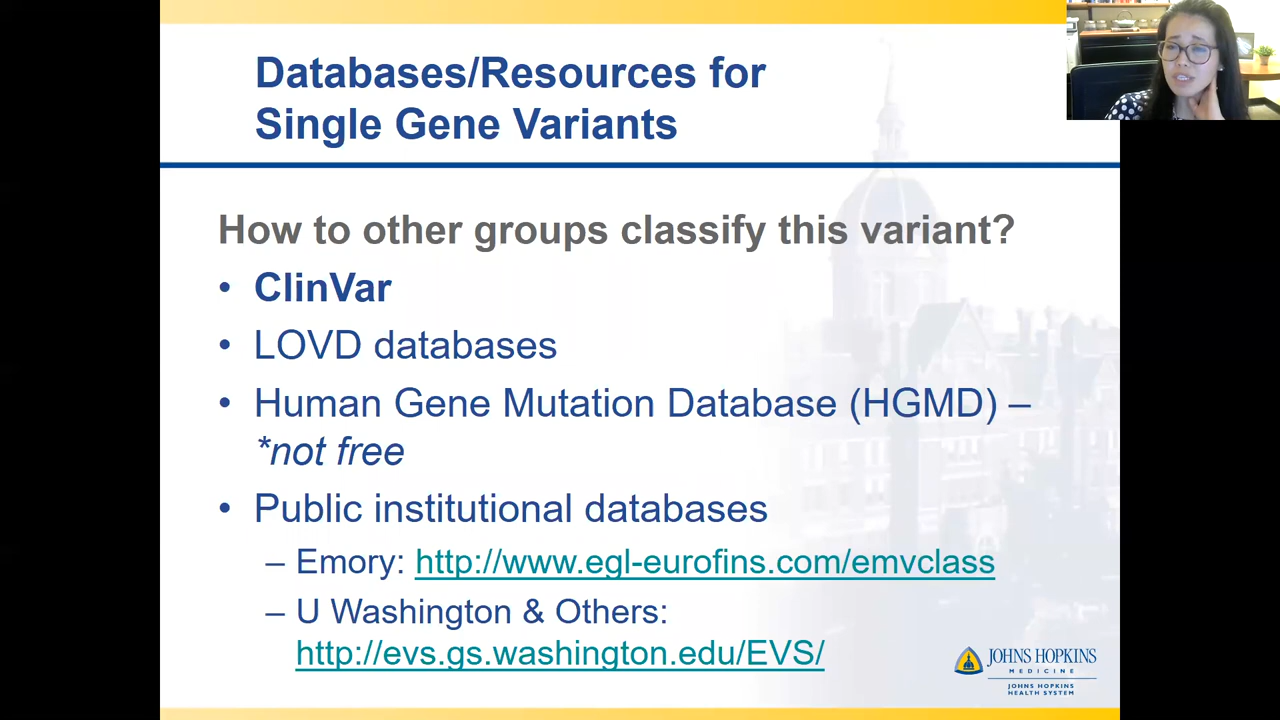 Databases/Resources for
Single Gene Variants
How to other groups classify this variant?
• ClinVar
• LOVD databases
• Human Gene Mutation Database (HGMD) –
*not free
• Public institutional databases
– Emory: http://www.egl-eurofins.com/emvclass
– U Washington & Others:
http://evs.gs.washington.edu/EVS/
JOHNS HOPKINS
MEDICINE
JOHNS HOPKINS
HEALTH SYSTEM